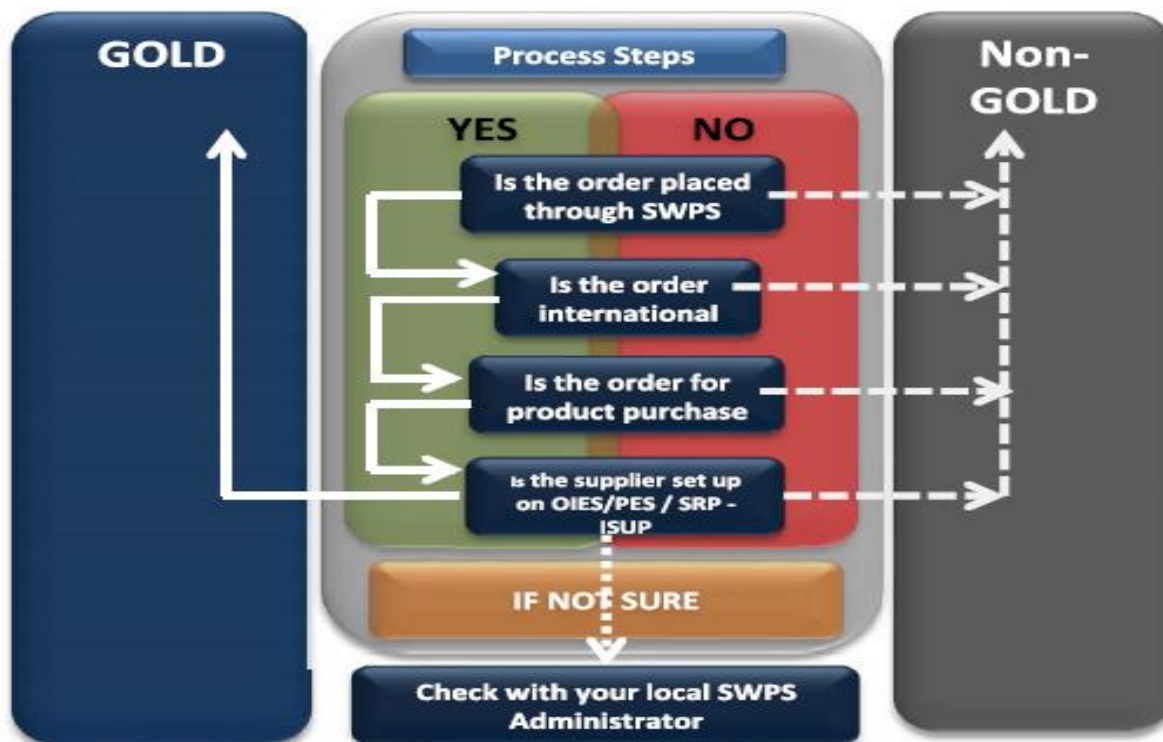 GOLD
Process Steps
Non-
GOLD
YES
NO
Is the order placed
through SWPS
Is the order
international
Is the order for
product purchase
Is the supplier set up
on OIES/PES / SRP -
ISUP
IF NOT SURE
Check with your local SWPS
Administrator